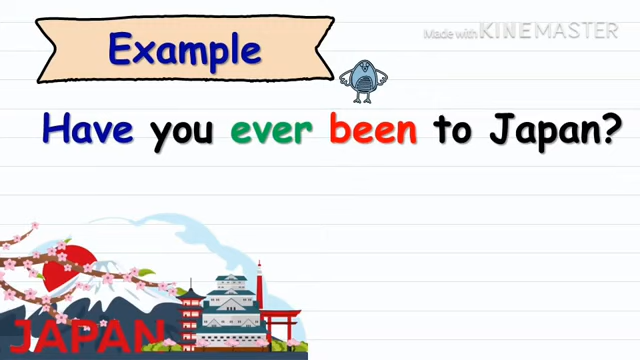 Example
Made with KINEMASTER
Have you ever been to Japan?
JAPAN